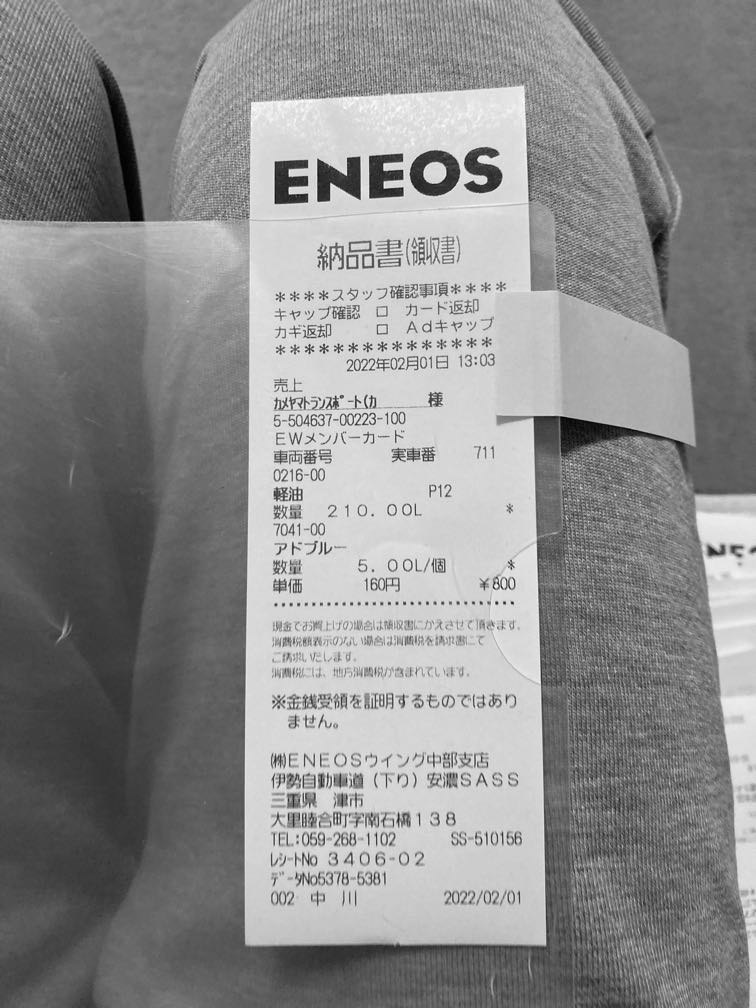 ENEOS
納品書(領収書)
****スタッフ確認事項****
キャップ確認 □ カード返却
カギ返却 □ Adキャップ
***************
2022年02月01日 13:03
売上
カメヤマトランスポート(カ 様
5-504637-00223-100
EWメンバーカード
車両番号 実車番 711
0216-00
軽油 P12
数量 210.00L *
7041-00
アドブルー
数量 5.00L/個 *
単価 160円 ¥800
現金でお買上げの場合は領収書にかえさせて頂きます。
消費税額表示のない場合は消費税を請求書にて
ご請求いたします。
消費税には、地方消費税が含まれています。
※金銭受領を証明するものではあり
ません。
㈱ENEOSウイング中部支店
伊勢自動車道(下り)安濃SASS
三重県 津市
大里睦合町字南石橋138
TEL:059-268-1102 SS-510156
レシートNo 3406-02
データNo5378-5381
002 中 川 2022/02/01